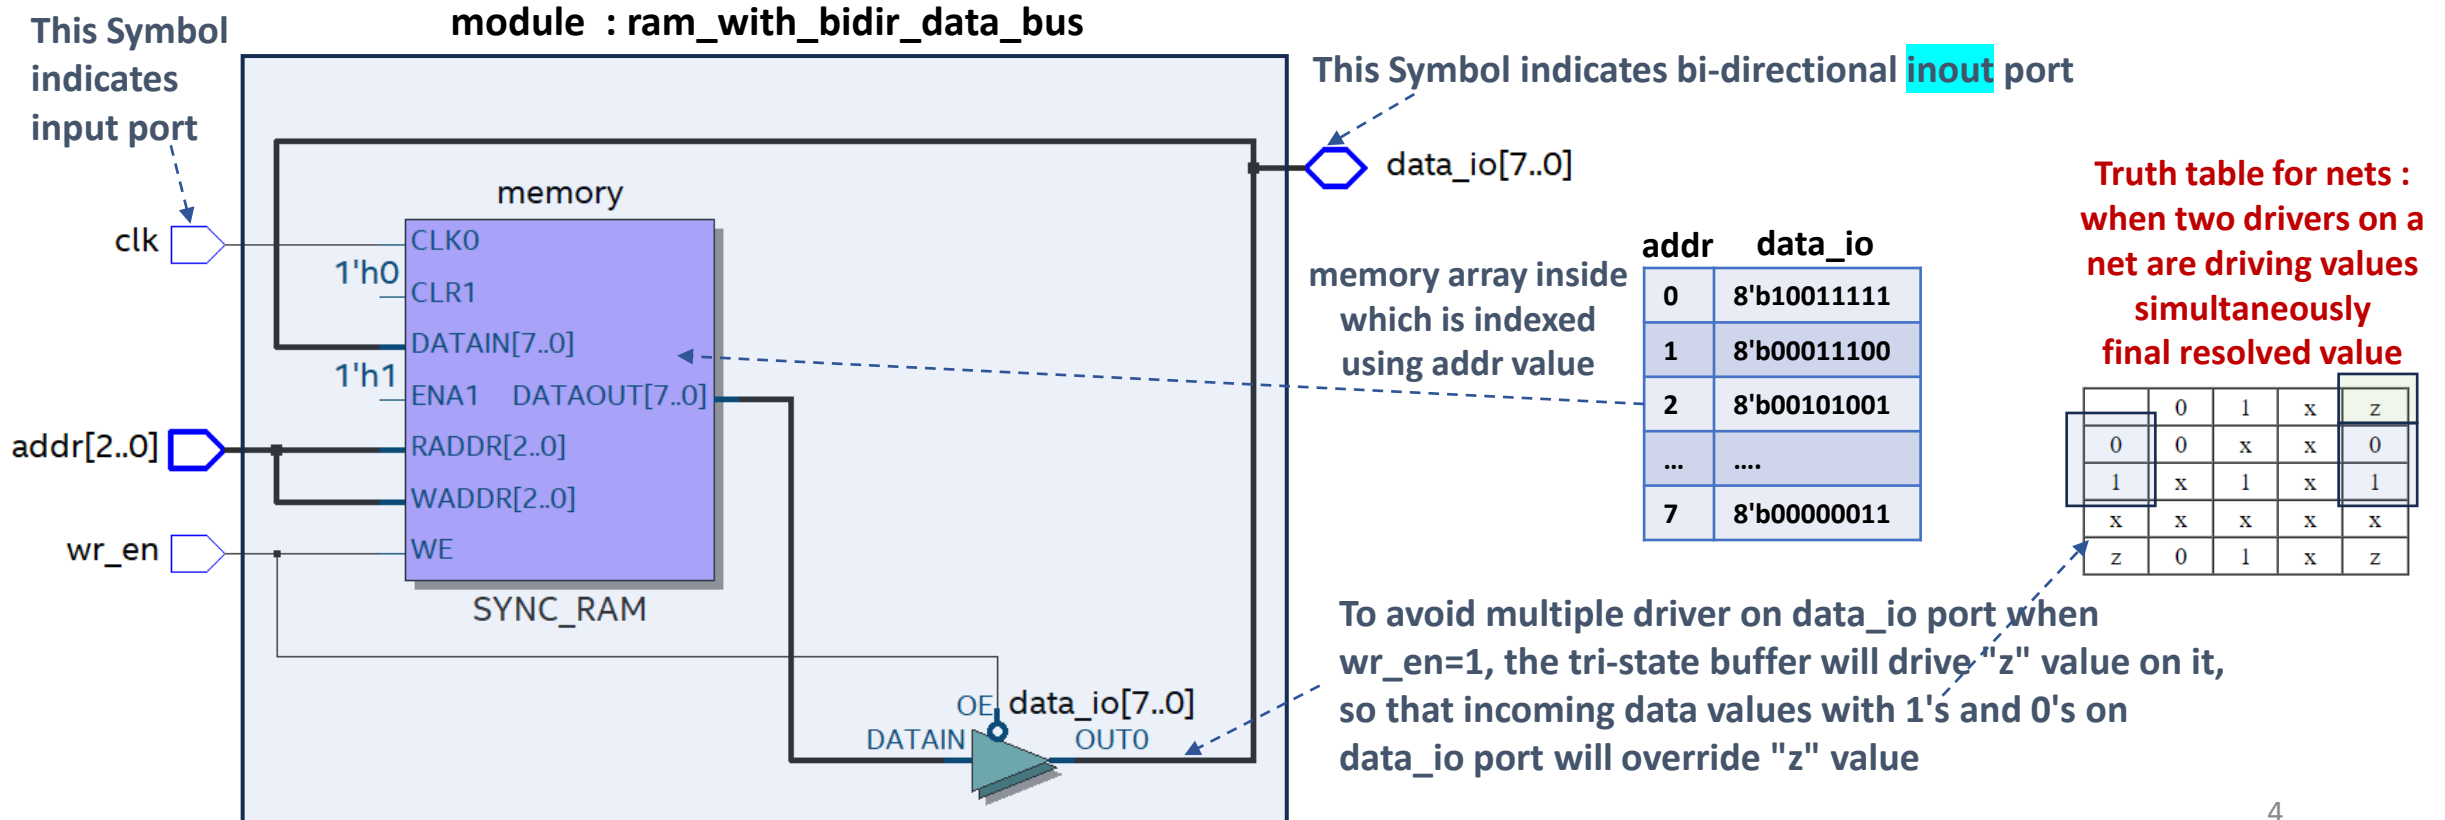 module : ram_with_bidir_data_bus
This Symbol
indicates
input port
This Symbol indicates bi-directional inout port
data_io[7..0]
memory
clk
CLK0
1'h0
CLR1
DATAIN[7..0]
1'h1
ENA1 DATAOUT[7..0]
addr[2..0]
RADDR[2..0]
WADDR[2..0]
wr_en
WE
SYNC_RAM
OE
data_io[7..0]
DATAIN
OUT0
memory array inside
which is indexed
using addr value
addr data_io
0 8'b10011111
1 8'b00011100
2 8'b00101001
... ....
7 8'b00000011
Truth table for nets :
when two drivers on a
net are driving values
simultaneously
final resolved value
0 1 x z
0 0 x x 0
1 x 1 x 1
x x x x x
z 0 1 x z
To avoid multiple driver on data_io port when
wr_en=1, the tri-state buffer will drive "z" value on it,
so that incoming data values with 1's and 0's on
data_io port will override "z" value
4